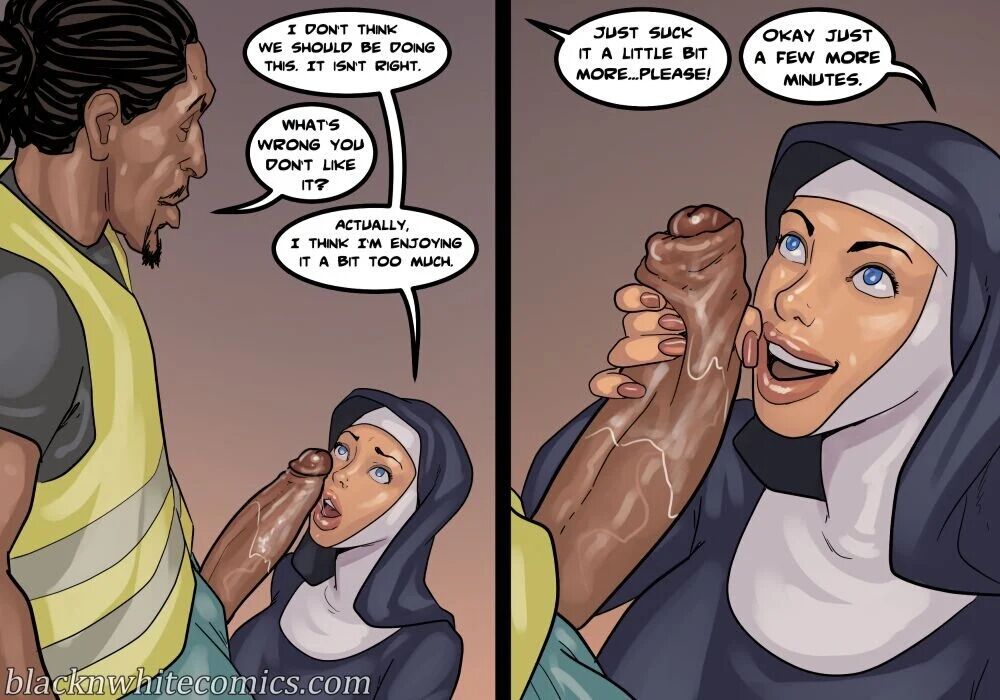 I DON'T THINK
WE SHOULD BE DOING
THIS. IT ISN'T RIGHT.
WHAT'S
WRONG YOU
DON'T LIKE
IT?
ACTUALLY,
I THINK I'M ENJOYING
IT A BIT TOO MUCH.
JUST SUCK
IT A LITTLE BIT
MORE...PLEASE!
OKAY JUST
A FEW MORE
MINUTES.
blacknwhitecomics.com